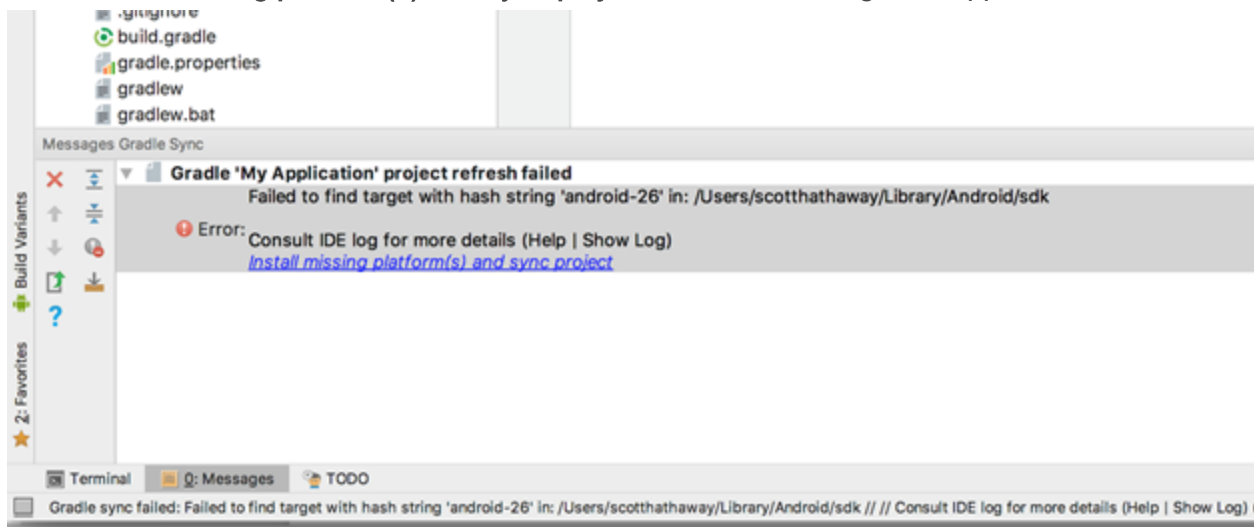 .gitignore
build.gradle
gradle.properties
gradlew
gradlew.bat
Messages Gradle Sync
Gradle 'My Application' project refresh failed
Failed to find target with hash string 'android-26' in: /Users/scotthathaway/Library/Android/sdk
Error:
Consult IDE log for more details (Help | Show Log)
Install missing platform(s) and sync project
Build Variants
2: Favorites
Terminal
0: Messages
TODO
Gradle sync failed: Failed to find target with hash string 'android-26' in: /Users/scotthathaway/Library/Android/sdk // // Consult IDE log for more details (Help | Show Log)